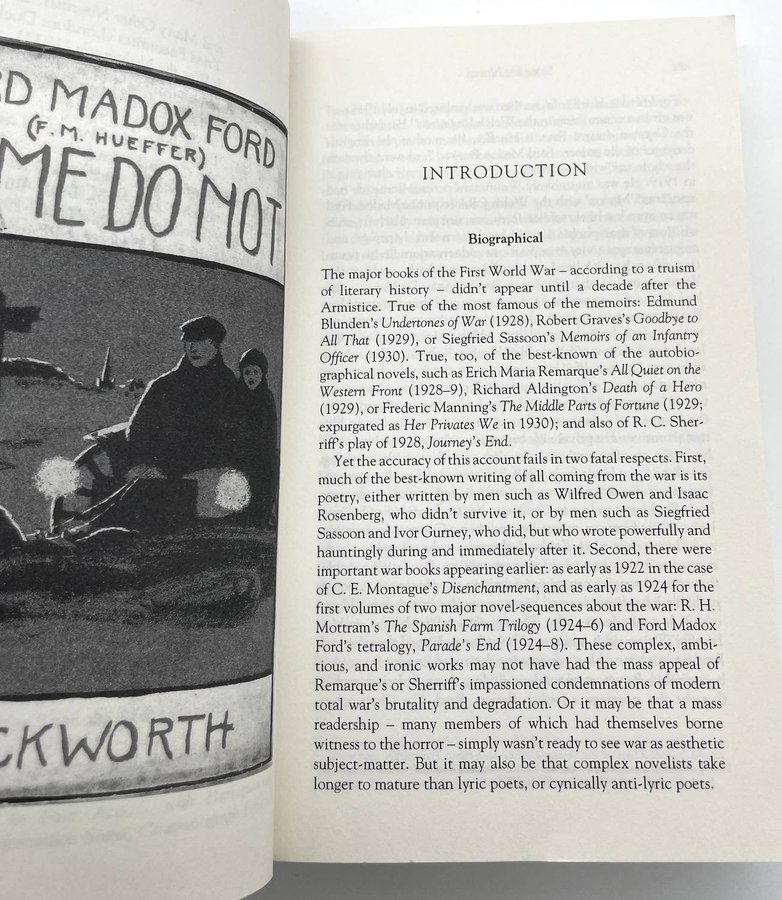 RD MADOX FORD
(F. M. HUEFFER)
ME DO NOT
CKWORTH
INTRODUCTION
Biographical
The major books of the First World War – according to a truism
of literary history – didn't appear until a decade after the
Armistice. True of the most famous of the memoirs: Edmund
Blunden's Undertones of War (1928), Robert Graves's Goodbye to
All That (1929), or Siegfried Sassoon's Memoirs of an Infantry
Officer (1930). True, too, of the best-known of the autobio-
graphical novels, such as Erich Maria Remarque's All Quiet on the
Western Front (1928–9), Richard Aldington's Death of a Hero
(1929), or Frederic Manning's The Middle Parts of Fortune (1929;
expurgated as Her Privates We in 1930); and also of R. C. Sher-
riff's play of 1928, Journey's End.
Yet the accuracy of this account fails in two fatal respects. First,
much of the best-known writing of all coming from the war is its
poetry, either written by men such as Wilfred Owen and Isaac
Rosenberg, who didn't survive it, or by men such as Siegfried
Sassoon and Ivor Gurney, who did, but who wrote powerfully and
hauntingly during and immediately after it. Second, there were
important war books appearing earlier: as early as 1922 in the case
of C. E. Montague's Disenchantment, and as early as 1924 for the
first volumes of two major novel-sequences about the war: R. H.
Mottram's The Spanish Farm Trilogy (1924–6) and Ford Madox
Ford's tetralogy, Parade's End (1924–8). These complex, ambi-
tious, and ironic works may not have had the mass appeal of
Remarque's or Sherriff's impassioned condemnations of modern
total war's brutality and degradation. Or it may be that a mass
readership – many members of which had themselves borne
witness to the horror – simply wasn't ready to see war as aesthetic
subject-matter. But it may also be that complex novelists take
longer to mature than lyric poets, or cynically anti-lyric poets.